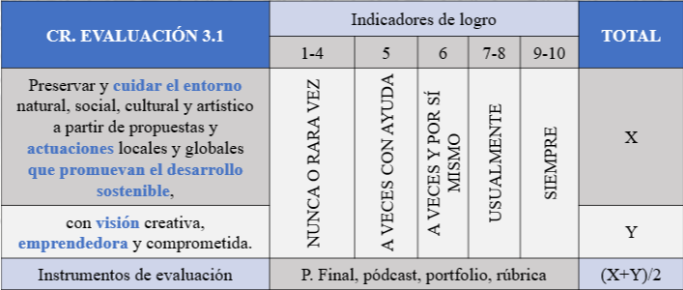 CR. EVALUACIÓN 3.1
Indicadores de logro
TOTAL
1-4
5
6
7-8
9-10
Preservar y cuidar el entorno
natural, social, cultural y artístico
a partir de propuestas y
actuaciones locales y globales
que promuevan el desarrollo
sostenible,
NUNCA O RARA VEZ
A VECES CON AYUDA
A VECES Y POR SÍ
MISMO
USUALMENTE
SIEMPRE
X
con visión creativa,
emprendedora y comprometida.
Y
Instrumentos de evaluación
P. Final, pódcast, portfolio, rúbrica
(X+Y)/2